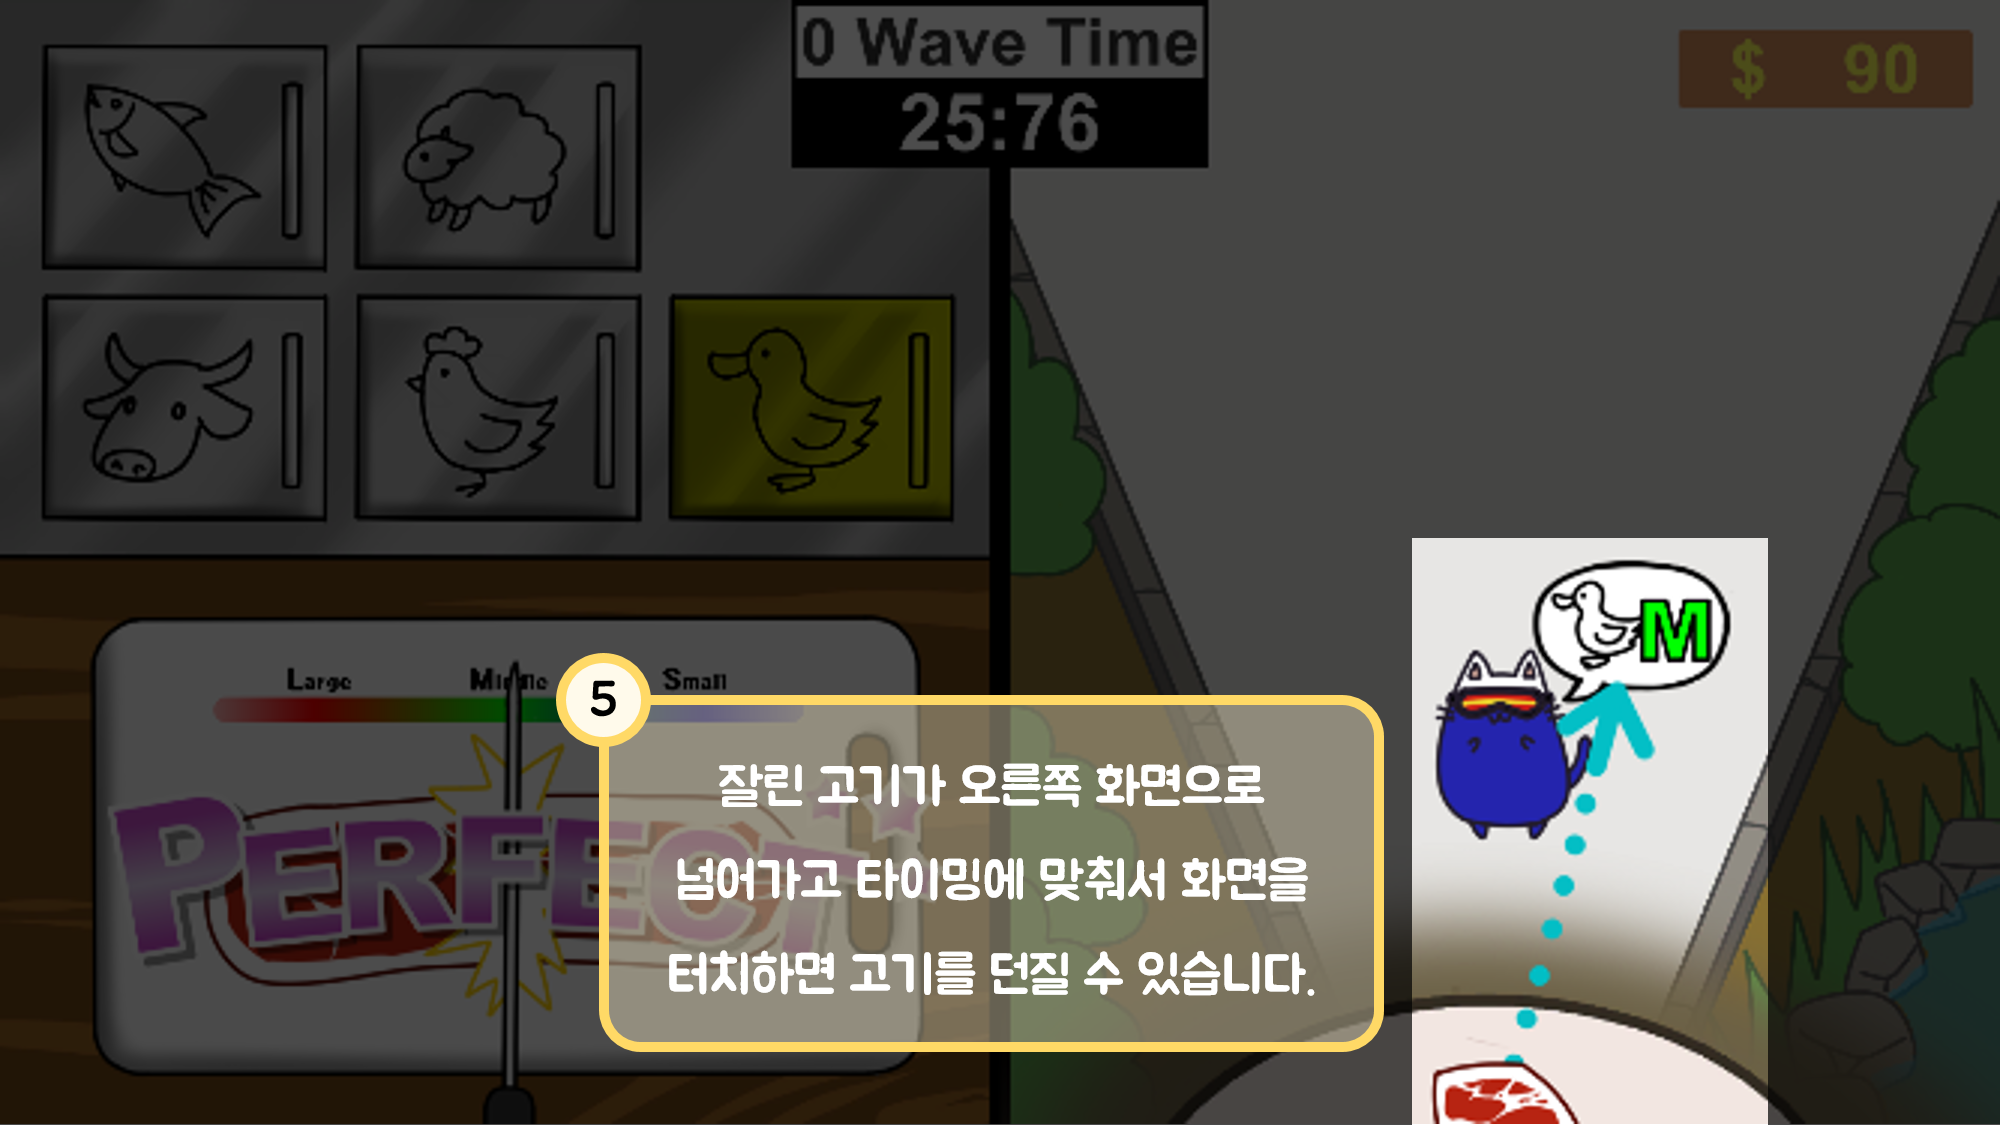 0 Wave Time
25:76
$ 90
Large Middle Small
PERFECT
M
5
잘린 고기가 오른쪽 화면으로
넘어가고 타이밍에 맞춰서 화면을
터치하면 고기를 던질 수 있습니다.